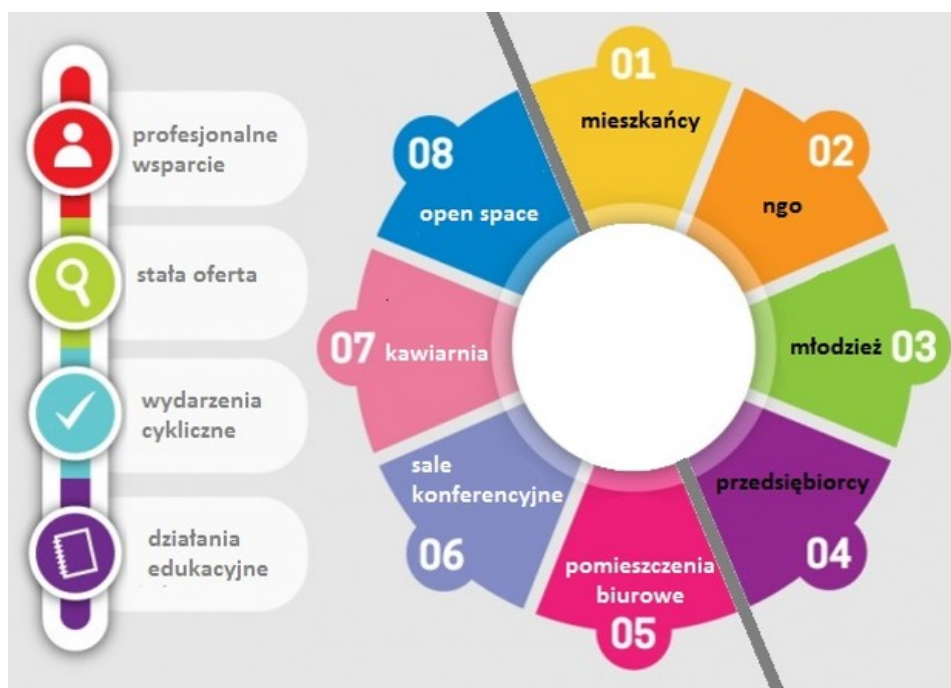 profesjonalne
wsparcie
stała oferta
wydarzenia
cykliczne
działania
edukacyjne
01
mieszkańcy
02
ngo
młodzież 03
przedsiębiorcy
04
pomieszczenia
biurowe
05
sale
konferencyjne
06
07 kawiarnia
08
open space